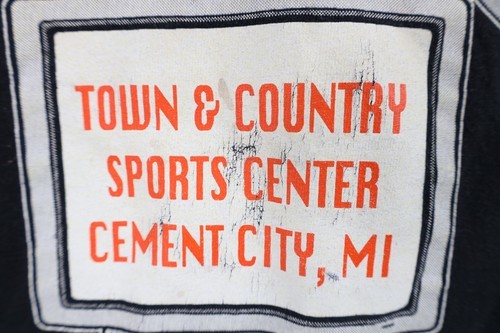 TOWN & COUNTRY
SPORTS CENTER
CEMENT CITY, MI